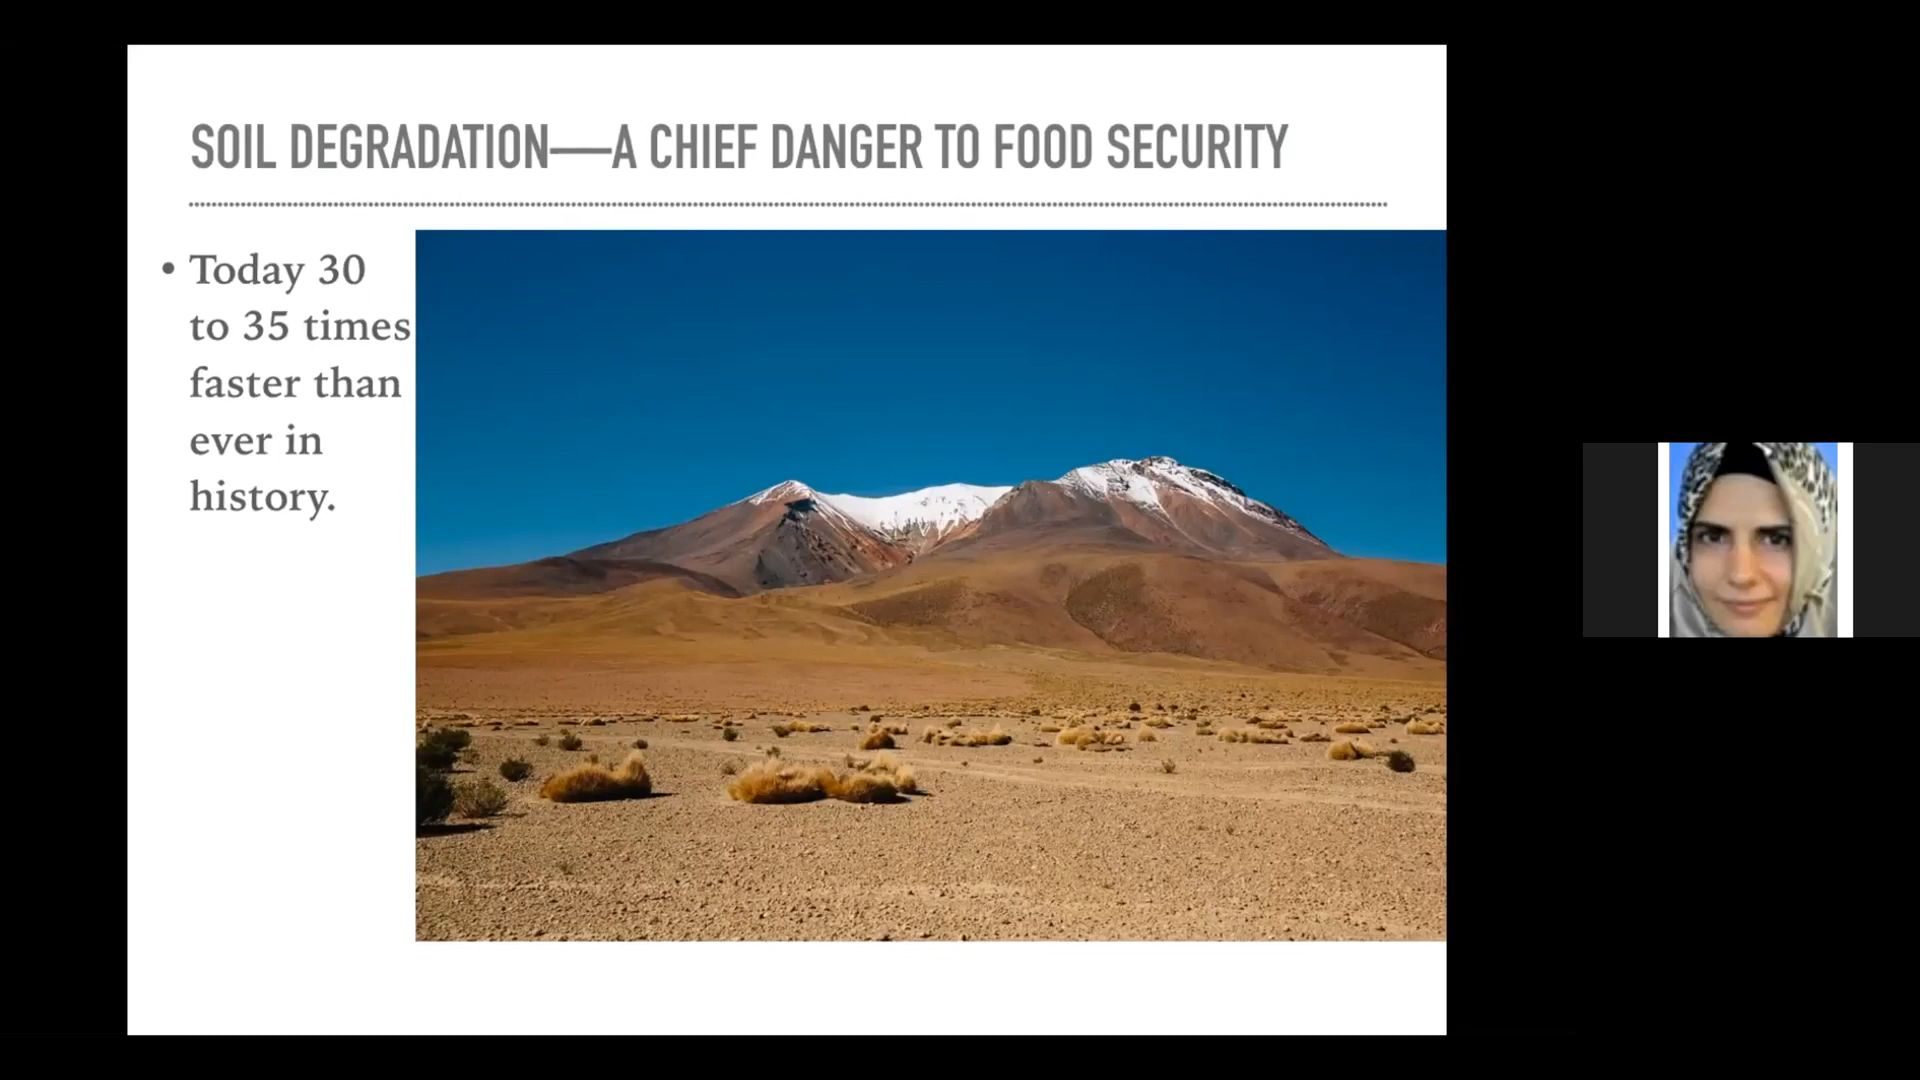 SOIL DEGRADATION—A CHIEF DANGER TO FOOD SECURITY
• Today 30
to 35 times
faster than
ever in
history.